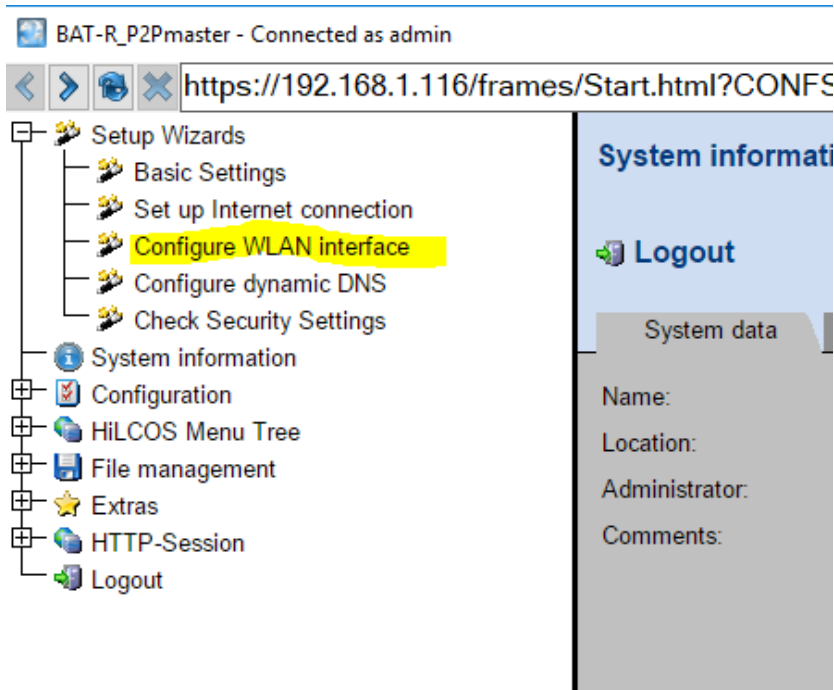 BAT-R_P2Pmaster - Connected as admin
https://192.168.1.116/frames/Start.html?CONFS
Setup Wizards
Basic Settings
Set up Internet connection
Configure WLAN interface
Configure dynamic DNS
Check Security Settings
System information
Configuration
HiLCOS Menu Tree
File management
Extras
HTTP-Session
Logout
System informati
Logout
System data
Name:
Location:
Administrator:
Comments: